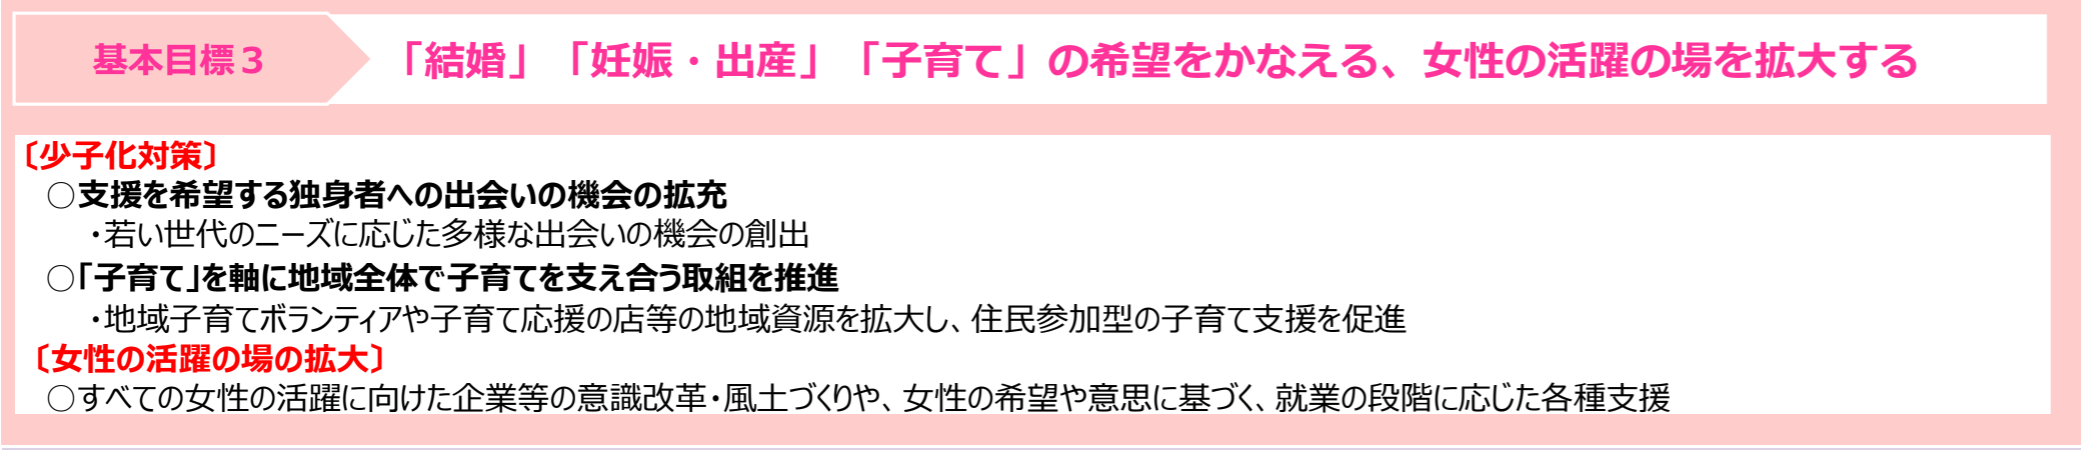 基本目標３
「結婚」「妊娠・出産」「子育て」の希望をかなえる、女性の活躍の場を拡大する
〔少子化対策〕
○支援を希望する独身者への出会いの機会の拡充
・若い世代のニーズに応じた多様な出会いの機会の創出
○「子育て」を軸に地域全体で子育てを支え合う取組を推進
・地域子育てボランティアや子育て応援の店等の地域資源を拡大し、住民参加型の子育て支援を促進
〔女性の活躍の場の拡大〕
○すべての女性の活躍に向けた企業等の意識改革・風土づくりや、女性の希望や意思に基づく、就業の段階に応じた各種支援